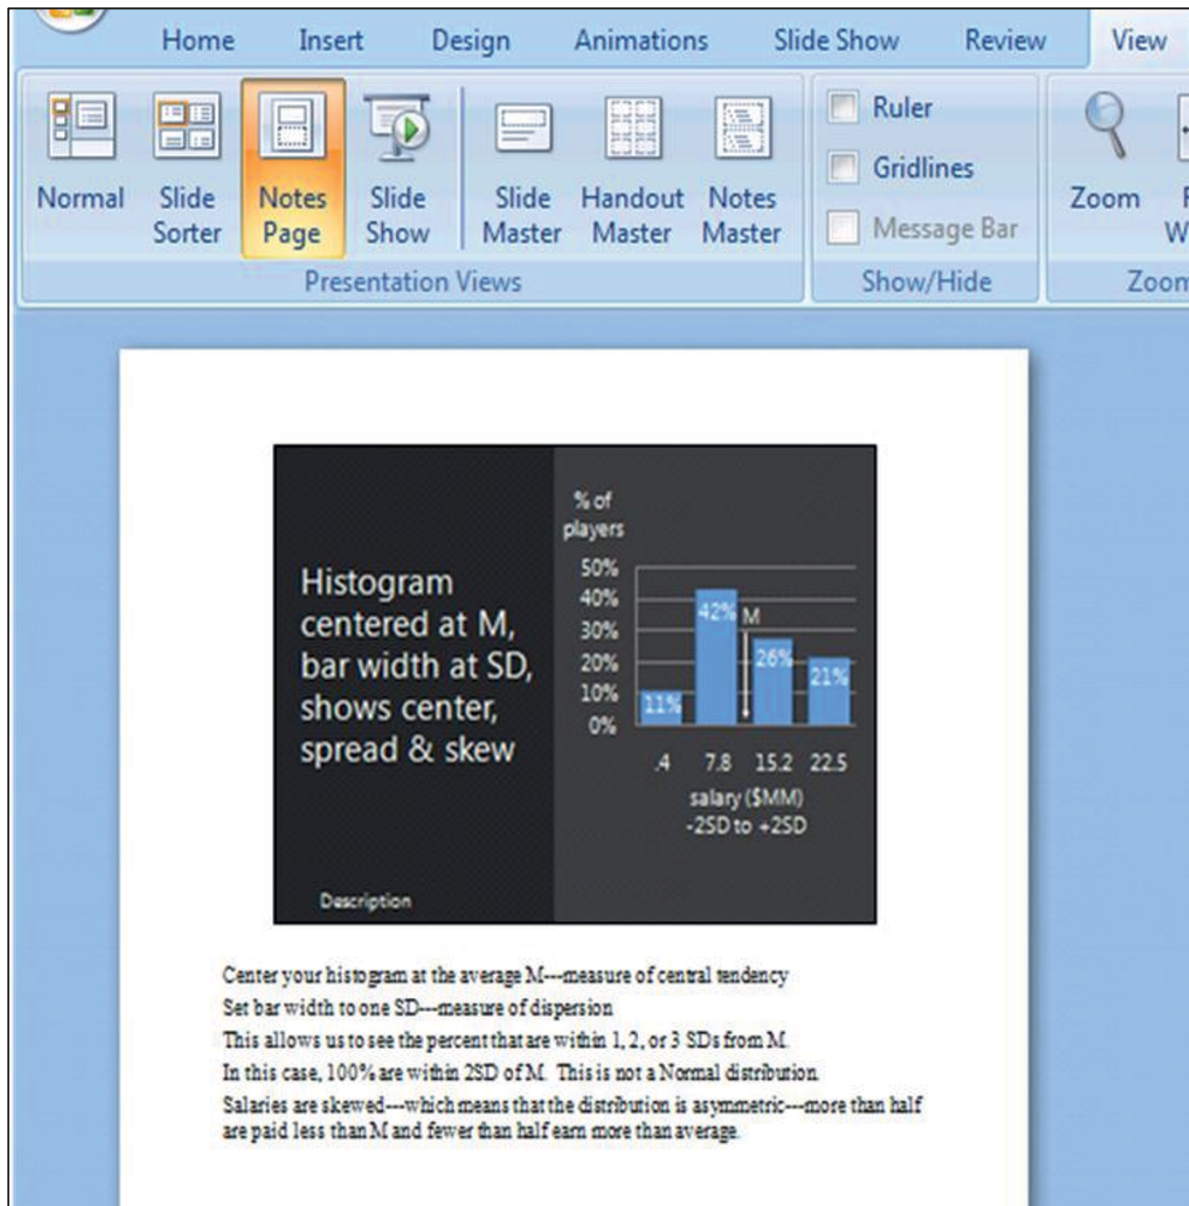 Home Insert Design Animations Slide Show Review View
Normal Slide Sorter Notes Page Slide Show Slide Master Handout Master Notes Master
Ruler
Gridlines
Message Bar
Zoom
Presentation Views Show/Hide
% of
players
Histogram
centered at M,
bar width at SD,
shows center,
spread & skew
50%
40%
30%
20%
10%
0%
11% 42% M 26% 21%
.4 7.8 15.2 22.5
salary ($MM)
-2SD to +2SD
Description
Center your histogram at the average M---measure of central tendency
Set bar width to one SD---measure of dispersion
This allows us to see the percent that are within 1, 2, or 3 SDs from M.
In this case, 100% are within 2SD of M. This is not a Normal distribution.
Salaries are skewed---which means that the distribution is asymmetric---more than half
are paid less than M and fewer than half earn more than average.